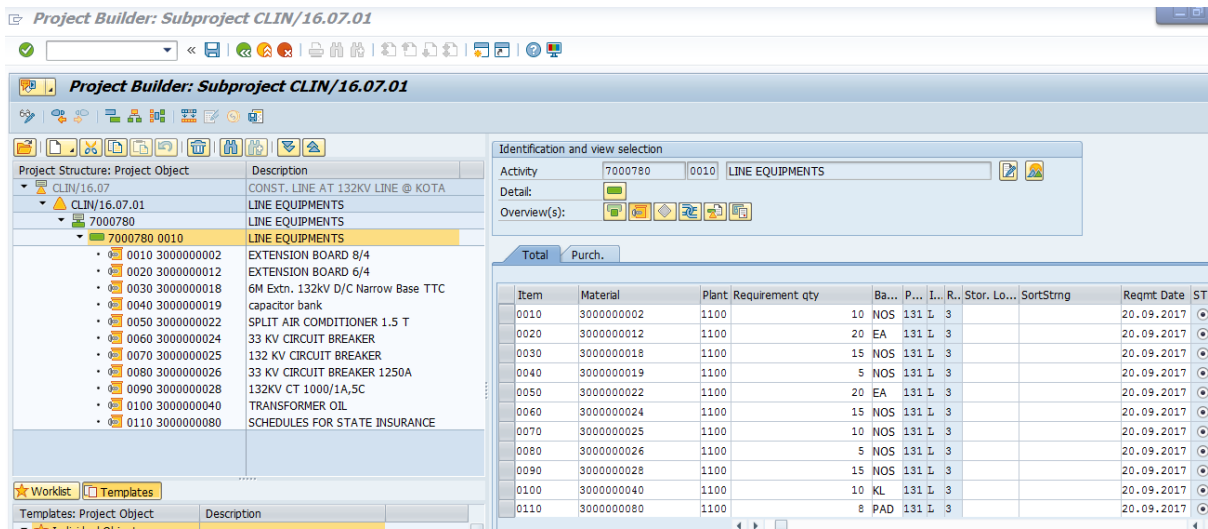 Project Builder: Subproject CLIN/16.07.01
Project Builder: Subproject CLIN/16.07.01
Identification and view selection
Activity 7000780 0010 LINE EQUIPMENTS
Detail:
Overview(s):
Project Structure: Project Object Description
CLIN/16.07 CONST. LINE AT 132KV LINE @ KOTA
CLIN/16.07.01 LINE EQUIPMENTS
7000780 LINE EQUIPMENTS
7000780 0010 LINE EQUIPMENTS
0010 3000000002 EXTENSION BOARD 8/4
0020 3000000012 EXTENSION BOARD 6/4
0030 3000000018 6M Extn. 132kV D/C Narrow Base TTC
0040 3000000019 capacitor bank
0050 3000000022 SPLIT AIR COMDITIONER 1.5 T
0060 3000000024 33 KV CIRCUIT BREAKER
0070 3000000025 132 KV CIRCUIT BREAKER
0080 3000000026 33 KV CIRCUIT BREAKER 1250A
0090 3000000028 132KV CT 1000/1A,5C
0100 3000000040 TRANSFORMER OIL
0110 3000000080 SCHEDULES FOR STATE INSURANCE
Worklist Templates
Templates: Project Object Description
Total Purch.
Item Material Plant Requirement qty Ba... P... I... R.. Stor. Lo... SortStrng Reqmt Date ST
0010 3000000002 1100 10 NOS 131 L 3 20.09.2017
0020 3000000012 1100 20 EA 131 L 3 20.09.2017
0030 3000000018 1100 15 NOS 131 L 3 20.09.2017
0040 3000000019 1100 5 NOS 131 L 3 20.09.2017
0050 3000000022 1100 20 EA 131 L 3 20.09.2017
0060 3000000024 1100 15 NOS 131 L 3 20.09.2017
0070 3000000025 1100 10 NOS 131 L 3 20.09.2017
0080 3000000026 1100 5 NOS 131 L 3 20.09.2017
0090 3000000028 1100 15 NOS 131 L 3 20.09.2017
0100 3000000040 1100 10 KL 131 L 3 20.09.2017
0110 3000000080 1100 8 PAD 131 L 3 20.09.2017